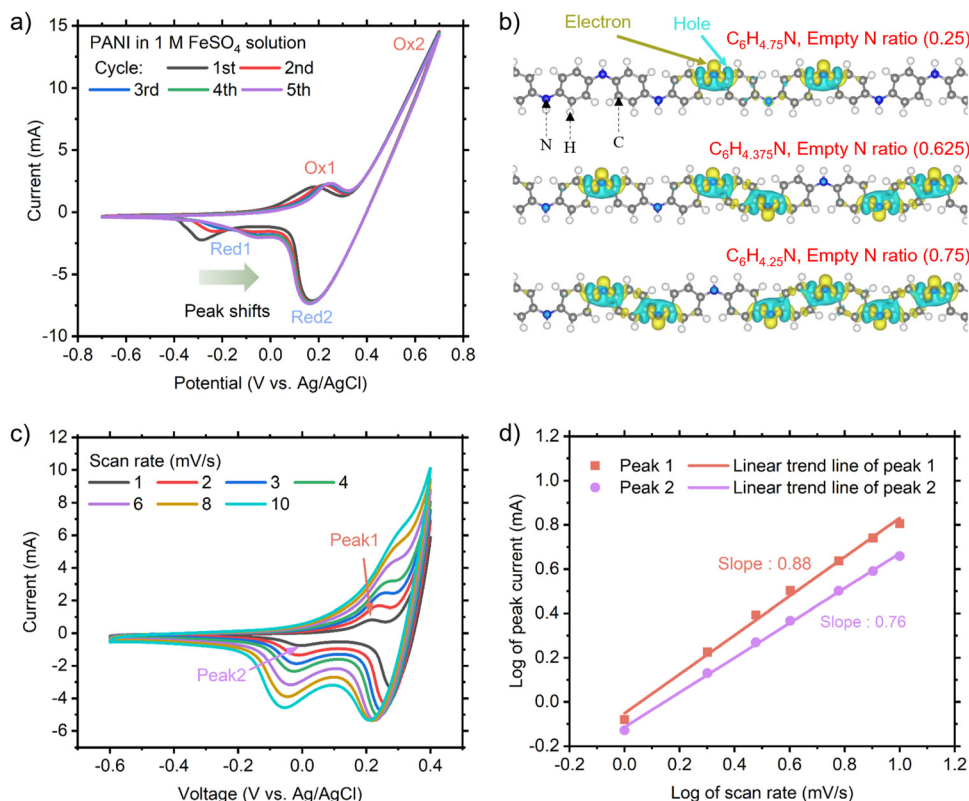 a)
PANI in 1 M FeSO4 solution
Cycle: 1st 2nd
3rd 4th 5th
Ox2
Ox1
Red1
Peak shifts
Red2
15
10
5
0
-5
-10
Current (mA)
-0.8 -0.6 -0.4 -0.2 0.0 0.2 0.4 0.6 0.8
Potential (V vs. Ag/AgCl)
b)
Electron
Hole
C6H4.75N, Empty N ratio (0.25)
N H C
C6H4.375N, Empty N ratio (0.625)
C6H4.25N, Empty N ratio (0.75)
c)
Scan rate (mV/s)
1 2 3 4
6 8 10
Peak1
Peak2
12
10
8
6
4
2
0
-2
-4
-6
Current (mA)
-0.6 -0.4 -0.2 0.0 0.2 0.4
Voltage (V vs. Ag/AgCl)
d)
Peak 1 Linear trend line of peak 1
Peak 2 Linear trend line of peak 2
Slope : 0.88
Slope : 0.76
1.2
1.0
0.8
0.6
0.4
0.2
0.0
-0.2
Log of peak current (mA)
-0.2 0.0 0.2 0.4 0.6 0.8 1.0 1.2
Log of scan rate (mV/s)